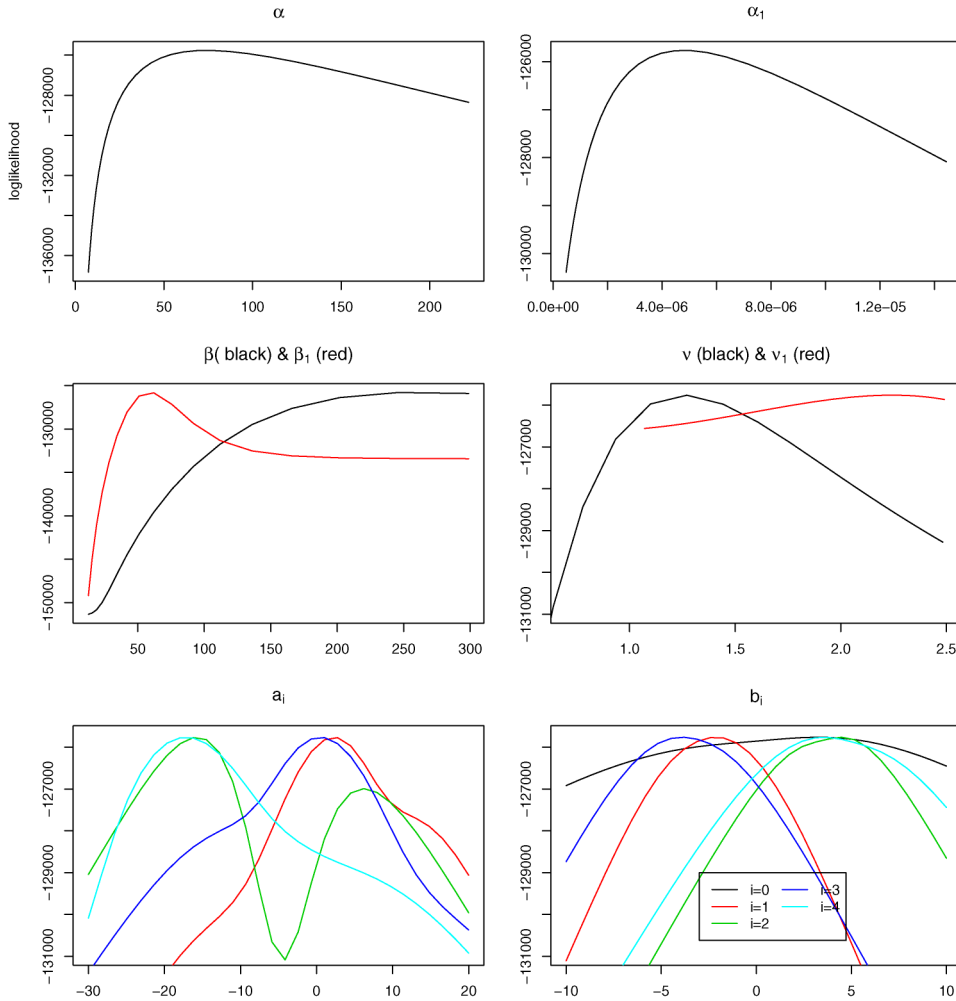 α
α₁
loglikelihood
-128000
-132000
-136000
0 50 100 150 200
-126000
-128000
-130000
0.0e+00 4.0e-06 8.0e-06 1.2e-05
β( black) & β₁ (red)
ν (black) & ν₁ (red)
-130000
-140000
-150000
50 100 150 200 250 300
-127000
-129000
-131000
1.0 1.5 2.0 2.5
aᵢ
bᵢ
-127000
-129000
-131000
-30 -20 -10 0 10 20
-127000
-129000
-131000
-10 -5 0 5 10
i=0
i=1
i=2
i=3
i=4